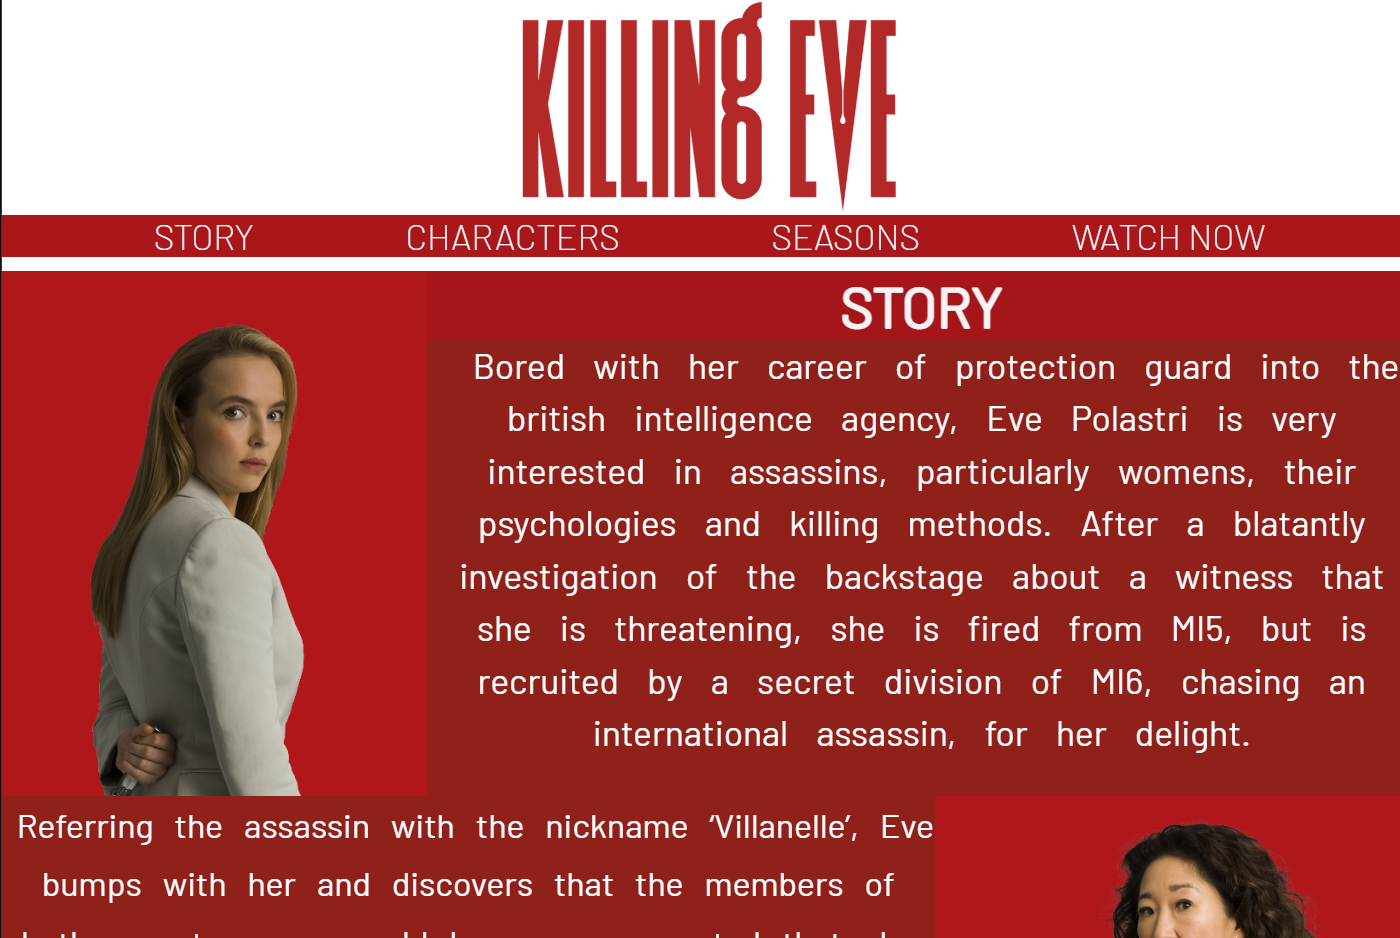 KILLINg EVE
STORY CHARACTERS SEASONS WATCH NOW
STORY
Bored with her career of protection guard into the
british intelligence agency, Eve Polastri is very
interested in assassins, particularly womens, their
psychologies and killing methods. After a blatantly
investigation of the backstage about a witness that
she is threatening, she is fired from MI5, but is
recruited by a secret division of MI6, chasing an
international assassin, for her delight.
Referring the assassin with the nickname ‘Villanelle’, Eve
bumps with her and discovers that the members of